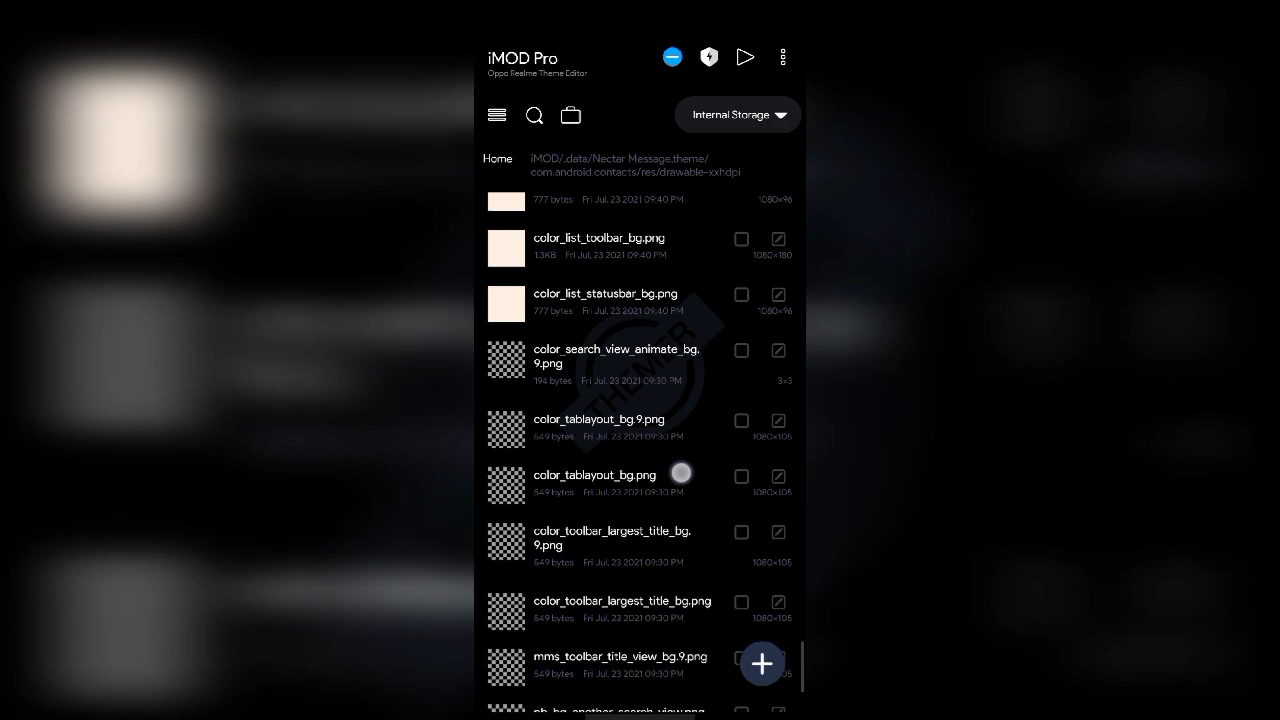 iMOD Pro
Oppo Realme Theme Editor
Internal Storage
Home
iMOD/.data/Nectar Message.theme/
com.android.contacts/res/drawable-xxhdpi
777 bytes Fri Jul. 23 2021 09:40 PM 1080×96
color_list_toolbar_bg.png
1.3KB Fri Jul, 23 2021 09:40 PM 1080×180
color_list_statusbar_bg.png
777 bytes Fri Jul. 23 2021 09:40 PM 1080×96
color_search_view_animate_bg.
9.png
194 bytes Fri Jul. 23 2021 09:30 PM 3×3
THEMER
color_tablayout_bg.9.png
549 bytes Fri Jul. 23 2021 09:30 PM 1080×105
color_tablayout_bg.png
549 bytes Fri Jul. 23 2021 09:30 PM 1080×105
color_toolbar_largest_title_bg.
9.png
549 bytes Fri Jul. 23 2021 09:30 PM 1080×105
color_toolbar_largest_title_bg.png
549 bytes Fri Jul. 23 2021 09:30 PM 1080×105
mms_toolbar_title_view_bg.9.png
549 bytes Fri Jul. 23 2021 09:30 PM